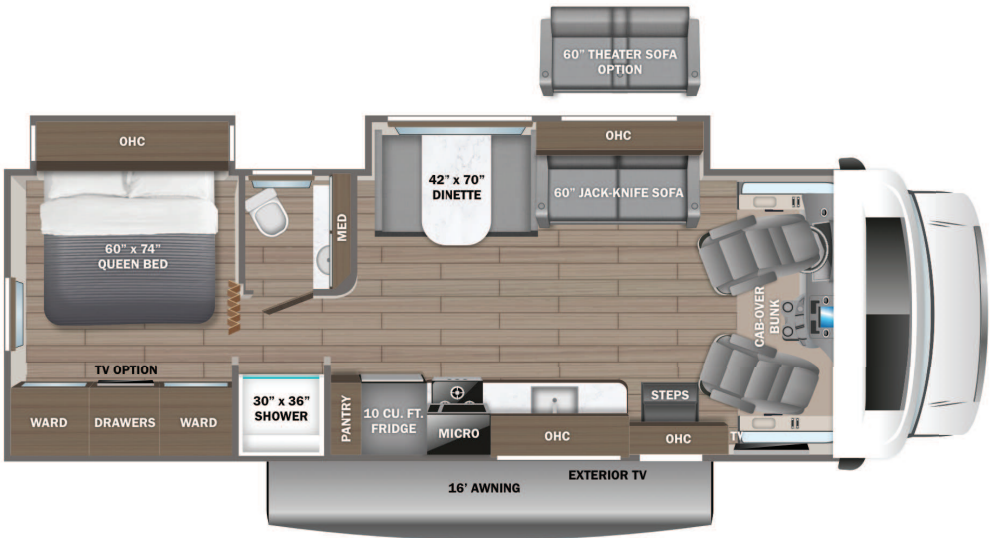 60” THEATER SOFA
OPTION
OHC
OHC
42” x 70”
DINETTE
60” JACK-KNIFE SOFA
MED
60” x 74”
QUEEN BED
CAB-OVER
BUNK
TV OPTION
WARD
DRAWERS
WARD
30” x 36”
SHOWER
PANTRY
10 CU. FT.
FRIDGE
MICRO
OHC
STEPS
OHC
TV
EXTERIOR TV
16’ AWNING